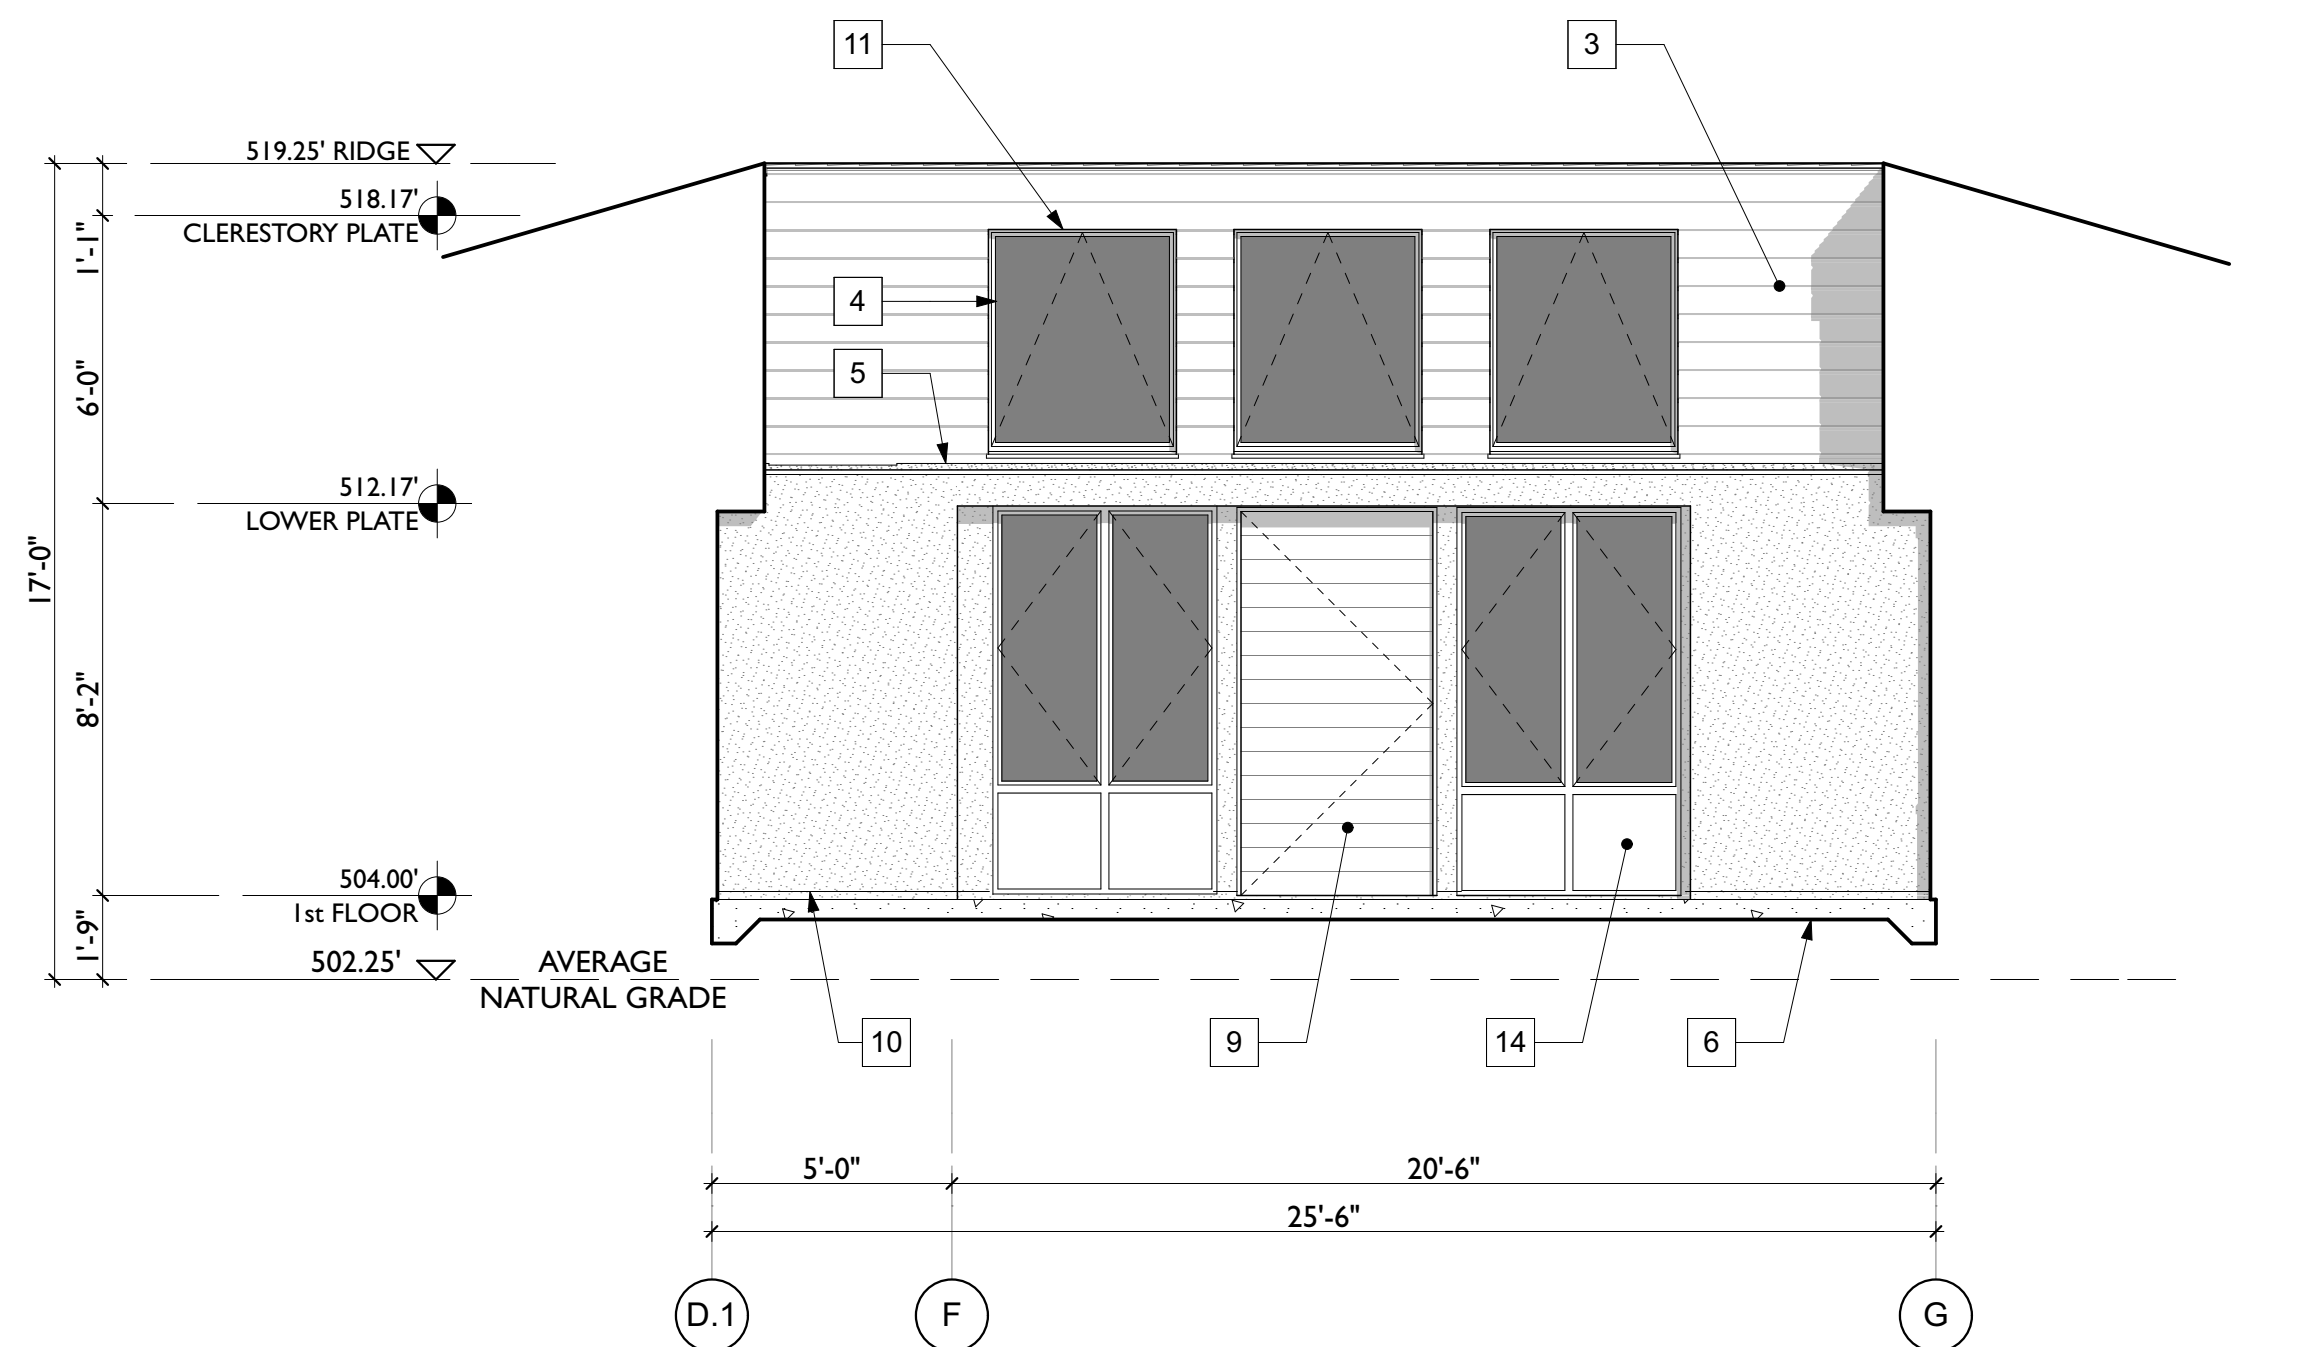 11
3
519.25' RIDGE
518.17'
CLERESTORY PLATE
1'-1"
4
6'-0"
5
512.17'
LOWER PLATE
17'-0"
8'-2"
504.00'
1st FLOOR
1'-9"
502.25'
AVERAGE
NATURAL GRADE
10
9
14
6
5'-0"
20'-6"
25'-6"
D.1
F
G